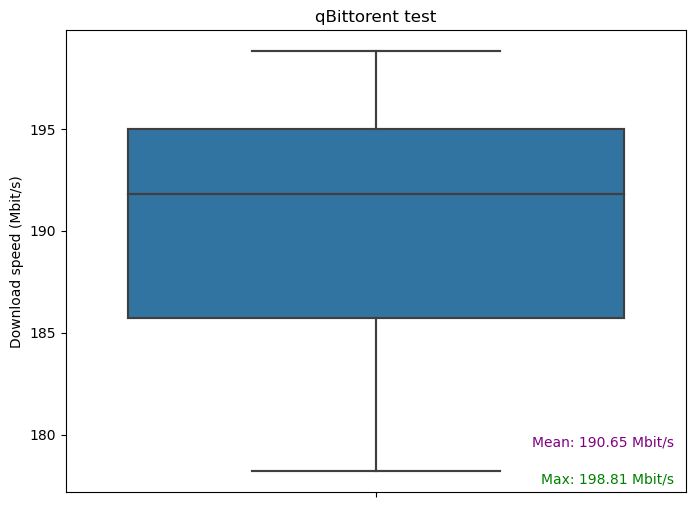 qBittorent test
Download speed (Mbit/s)
195
190
185
180
Mean: 190.65 Mbit/s
Max: 198.81 Mbit/s